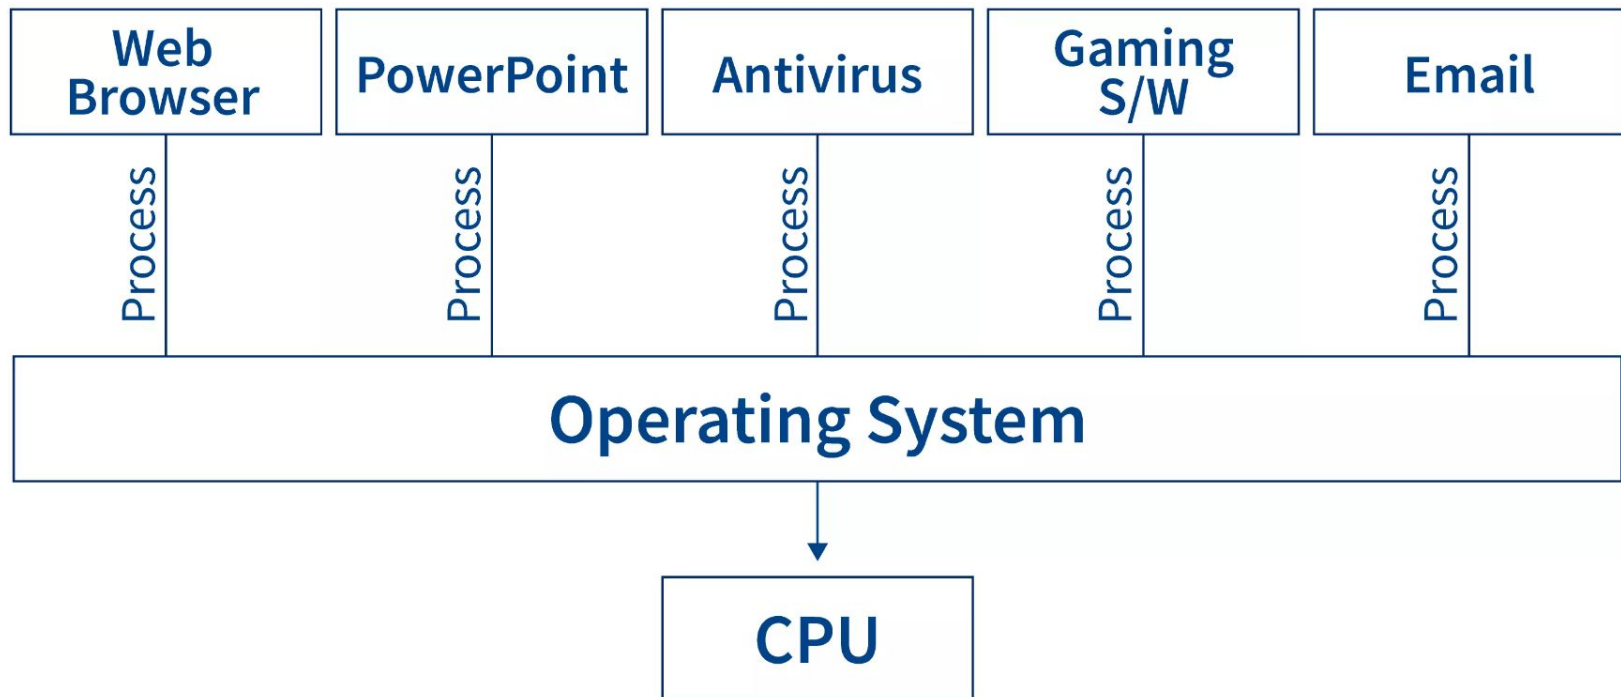 Web
Browser
PowerPoint
Antivirus
Gaming
S/W
Email
Process
Process
Process
Process
Process
Operating System
CPU